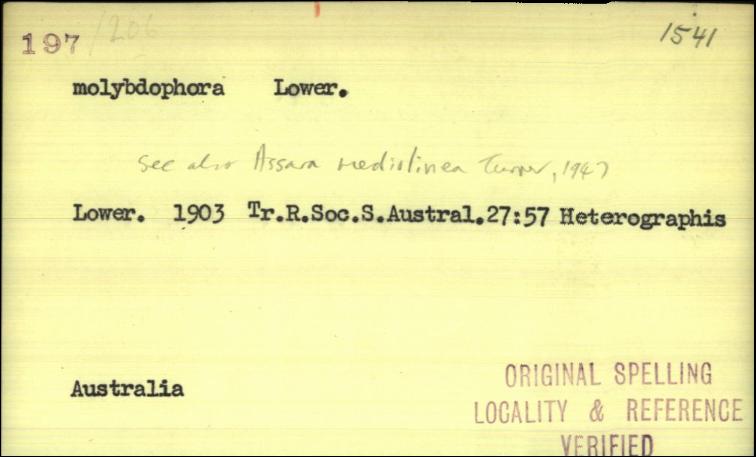 197 /206 1541
molybdophora Lower.
See also Assara mediolinea Turner, 1947
Lower. 1903 Tr.R.Soc.S.Austral.27:57 Heterographis
Australia
ORIGINAL SPELLING
LOCALITY & REFERENCE
VERIFIED